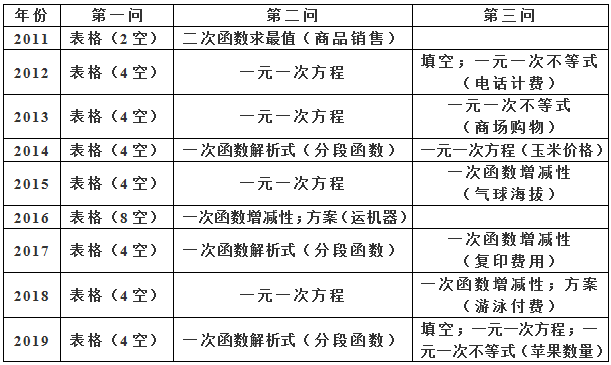 年份 第一问 第二问 第三问
2011 表格（2空） 二次函数求最值（商品销售）
2012 表格（4空） 一元一次方程 填空；一元一次不等式
（电话计费）
2013 表格（4空） 一元一次方程 一元一次不等式
（商场购物）
2014 表格（4空） 一次函数解析式（分段函数） 一元一次方程（玉米价格）
2015 表格（4空） 一元一次方程 一次函数增减性
（气球海拔）
2016 表格（8空） 一次函数增减性；方案（运机器）
2017 表格（4空） 一次函数解析式（分段函数） 一次函数增减性
（复印费用）
2018 表格（4空） 一元一次方程 一次函数增减性；方案
（游泳付费）
2019 表格（4空） 一次函数解析式（分段函数） 填空；一元一次方程；一
元一次不等式（苹果数量）